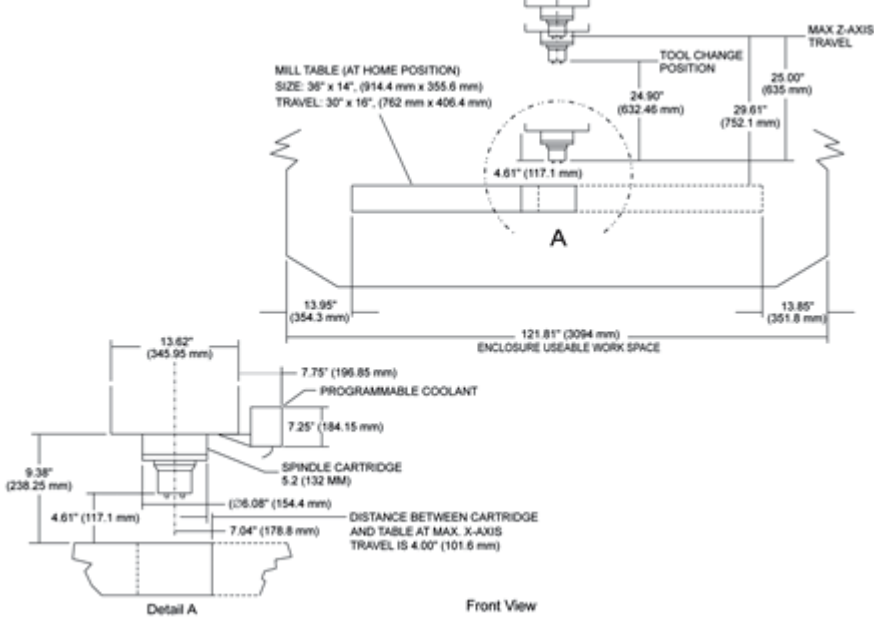 MAX Z-AXIS
TRAVEL
TOOL CHANGE
POSITION
MILL TABLE (AT HOME POSITION)
SIZE: 36" x 14", (914.4 mm x 355.6 mm)
TRAVEL: 30" x 16", (762 mm x 406.4 mm)
25.00"
(635 mm)
24.90"
(632.46 mm)
29.61"
(752.1 mm)
4.61" (117.1 mm)
A
13.95"
(354.3 mm)
13.85"
(351.8 mm)
121.81" (3094 mm)
ENCLOSURE USEABLE WORK SPACE
13.62"
(345.95 mm)
7.75" (196.85 mm)
PROGRAMMABLE COOLANT
7.25" (184.15 mm)
SPINDLE CARTRIDGE
5.2 (132 MM)
9.38"
(238.25 mm)
(∅6.08" (154.4 mm)
4.61" (117.1 mm)
7.04" (178.8 mm)
DISTANCE BETWEEN CARTRIDGE
AND TABLE AT MAX. X-AXIS
TRAVEL IS 4.00" (101.6 mm)
Detail A
Front View